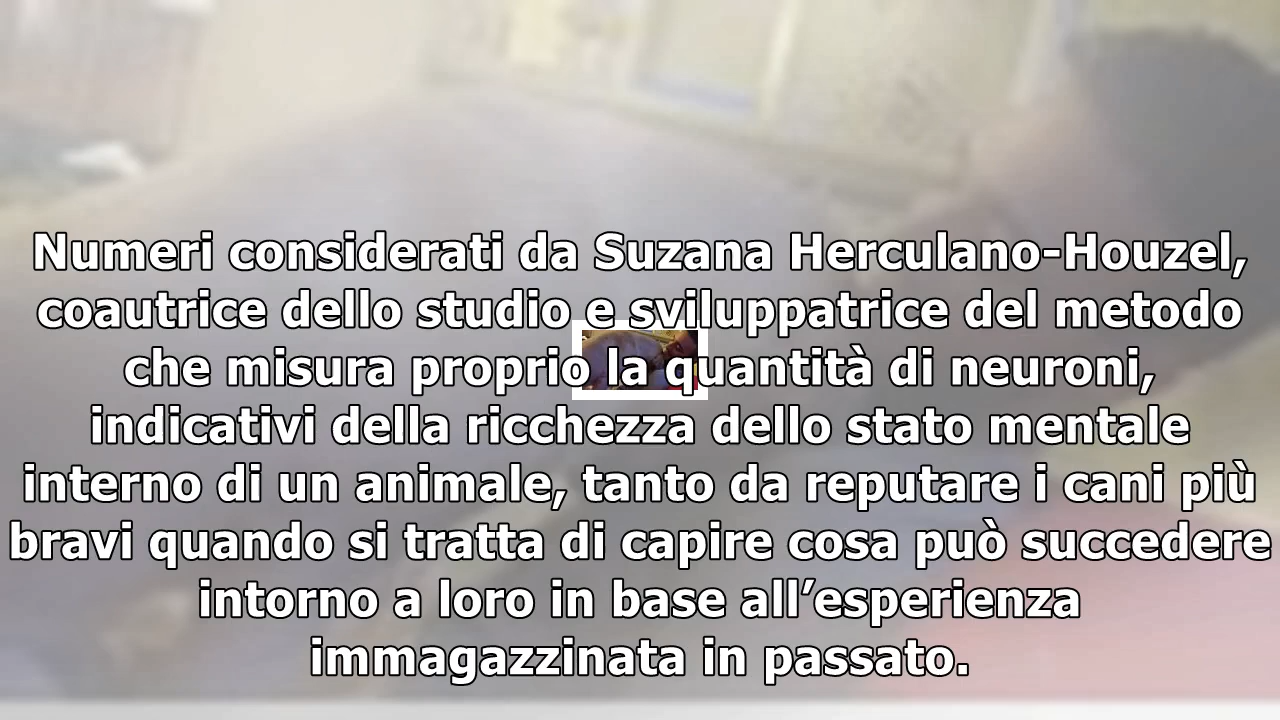 Numeri considerati da Suzana Herculano-Houzel,
coautrice dello studio e sviluppatrice del metodo
che misura proprio la quantità di neuroni,
indicativi della ricchezza dello stato mentale
interno di un animale, tanto da reputare i cani più
bravi quando si tratta di capire cosa può succedere
intorno a loro in base all’esperienza
immagazzinata in passato.